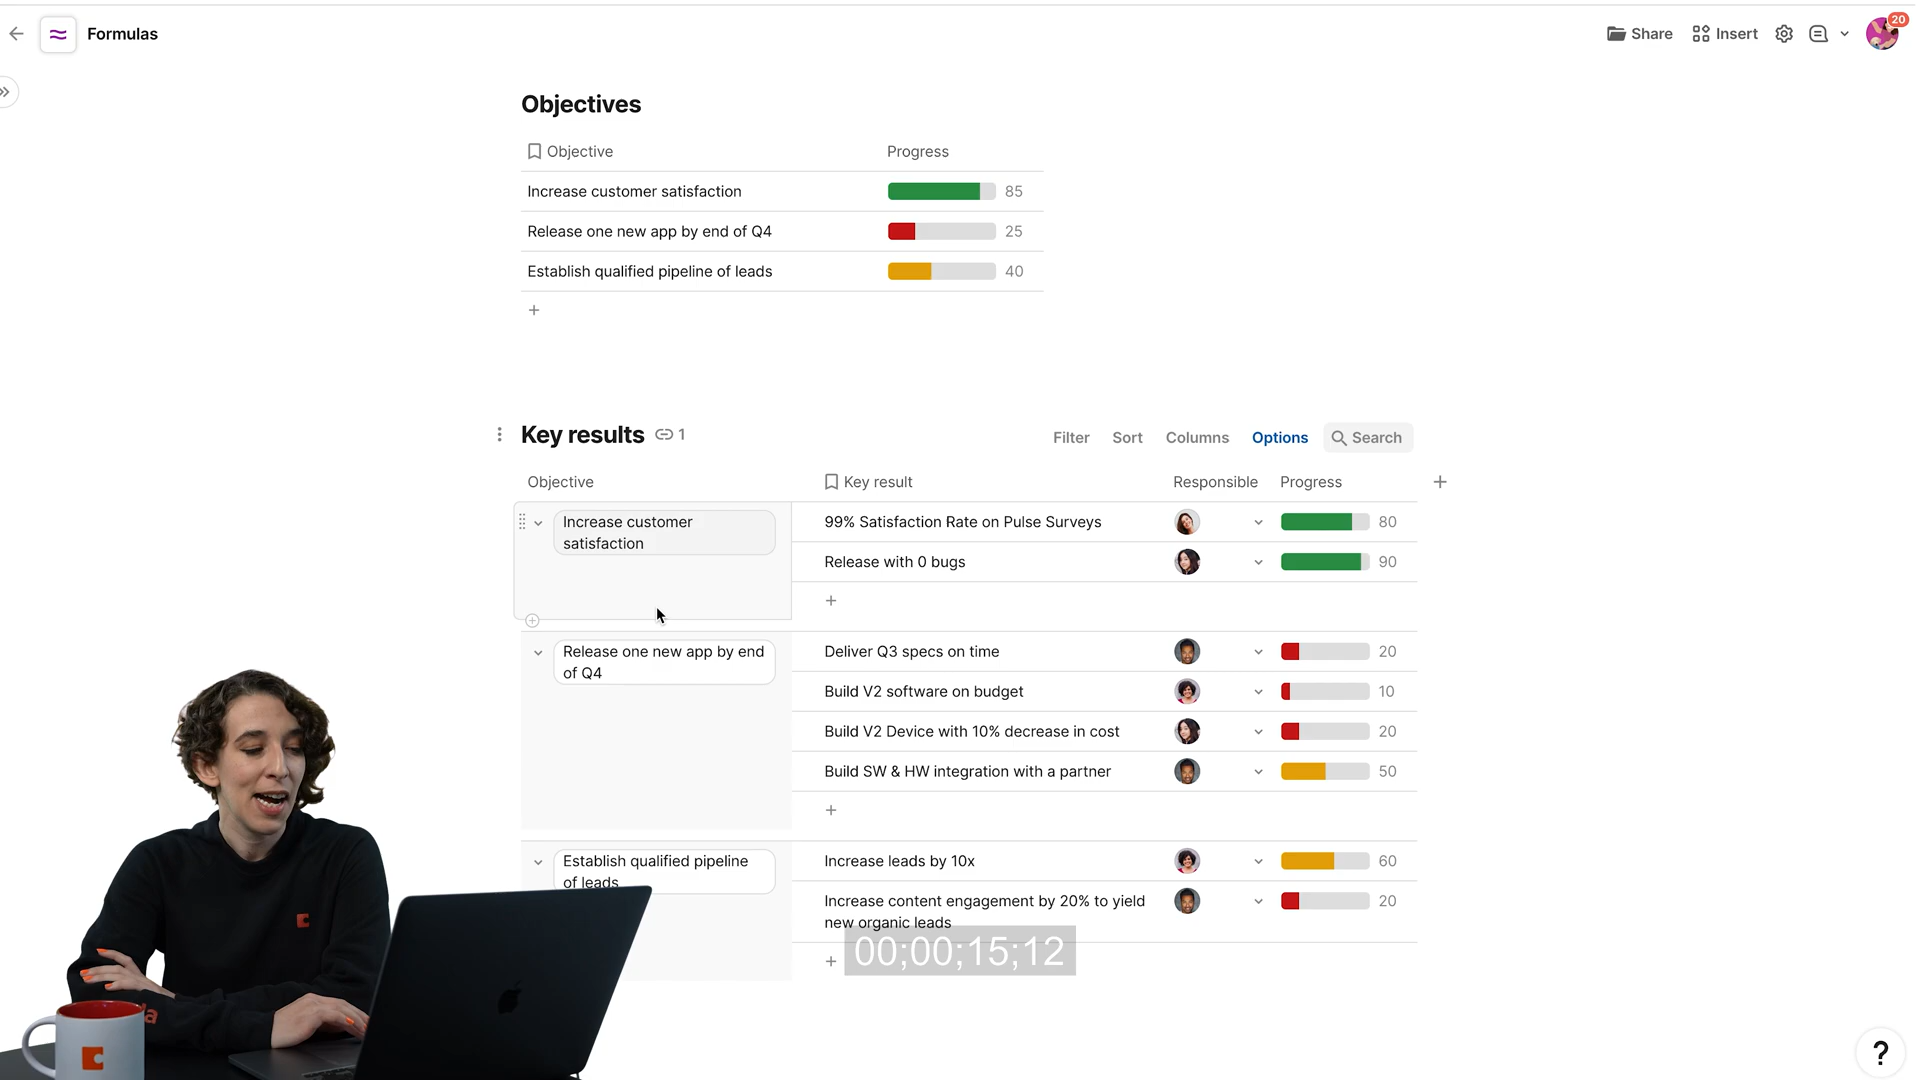 Formulas
Share
Insert
20
Objectives
Objective Progress
Increase customer satisfaction 85
Release one new app by end of Q4 25
Establish qualified pipeline of leads 40
+
Key results 1
Filter Sort Columns Options Search
Objective Key result Responsible Progress +
Increase customer
satisfaction
99% Satisfaction Rate on Pulse Surveys 80
Release with 0 bugs 90
+
Release one new app by end
of Q4
Deliver Q3 specs on time 20
Build V2 software on budget 10
Build V2 Device with 10% decrease in cost 20
Build SW & HW integration with a partner 50
+
Establish qualified pipeline
of leads
Increase leads by 10x 60
Increase content engagement by 20% to yield
new organic leads
20
+
00;00;15;12
?